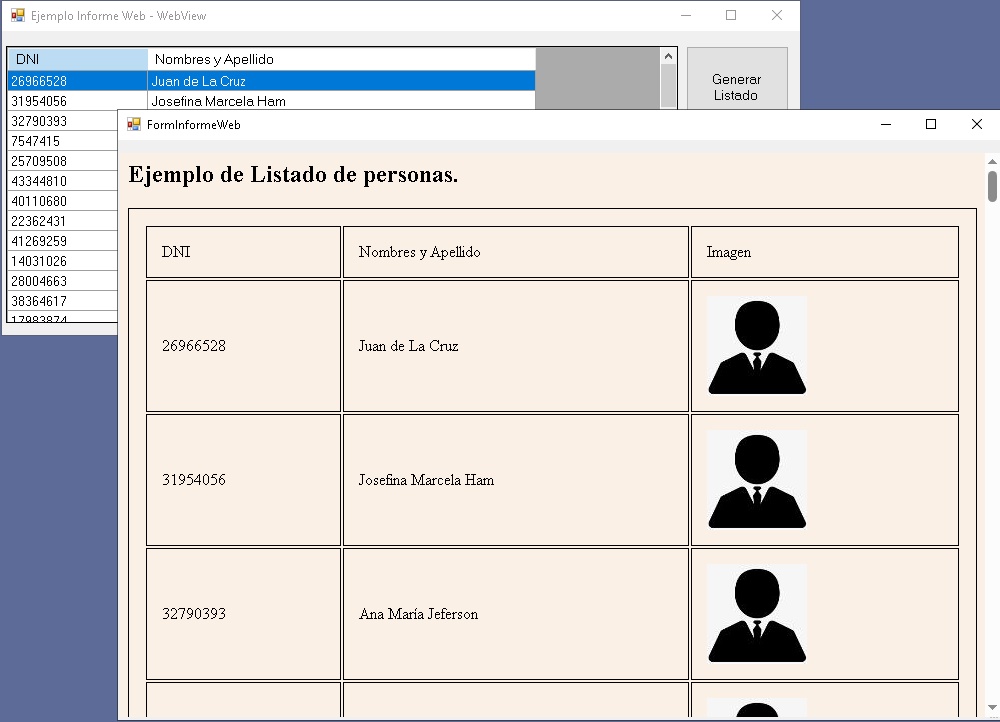 Ejemplo Informe Web - WebView
DNI Nombres y Apellido
26966528 Juan de La Cruz
31954056 Josefina Marcela Ham
32790393
7547415
25709508
43344810
40110680
22362431
41269259
14031026
28004663
38364617
17983874
Generar
Listado
FormInformeWeb
Ejemplo de Listado de personas.
DNI Nombres y Apellido Imagen
26966528 Juan de La Cruz
31954056 Josefina Marcela Ham
32790393 Ana María Jeferson